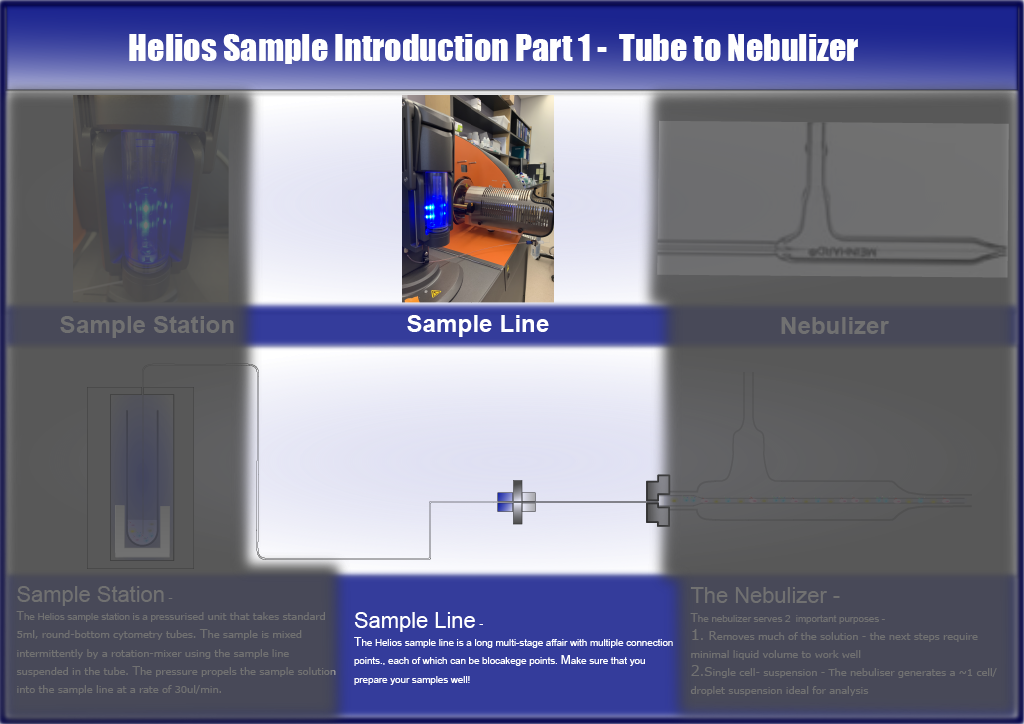 Helios Sample Introduction Part 1 - Tube to Nebulizer
MEINHARD®
Sample Station
Sample Line
Nebulizer
Sample Station -
The Helios sample station is a pressurised unit that takes standard
5ml, round-bottom cytometry tubes. The sample is mixed
intermittently by a rotation-mixer using the sample line
suspended in the tube. The pressure propels the sample solution
into the sample line at a rate of 30ul/min.
Sample Line -
The Helios sample line is a long multi-stage affair with multiple connection
points., each of which can be blocakege points. Make sure that you
prepare your samples well!
The Nebulizer -
The nebulizer serves 2 important purposes -
1. Removes much of the solution - the next steps require
minimal liquid volume to work well
2.Single cell- suspension - The nebuliser generates a ~1 cell/
droplet suspension ideal for analysis